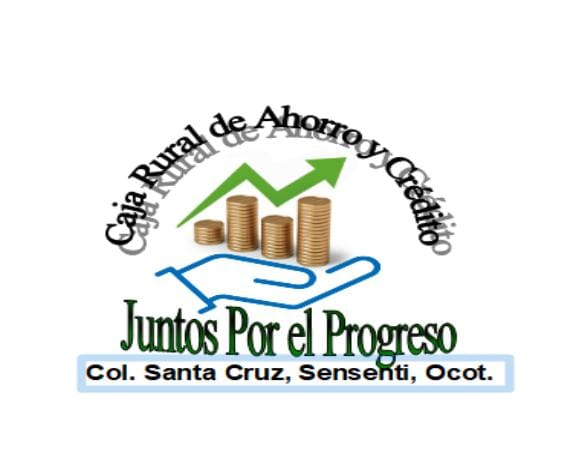 Caja Rural de Ahorro y Crédito
Juntos Por el Progreso
Col. Santa Cruz, Sensenti, Ocot.